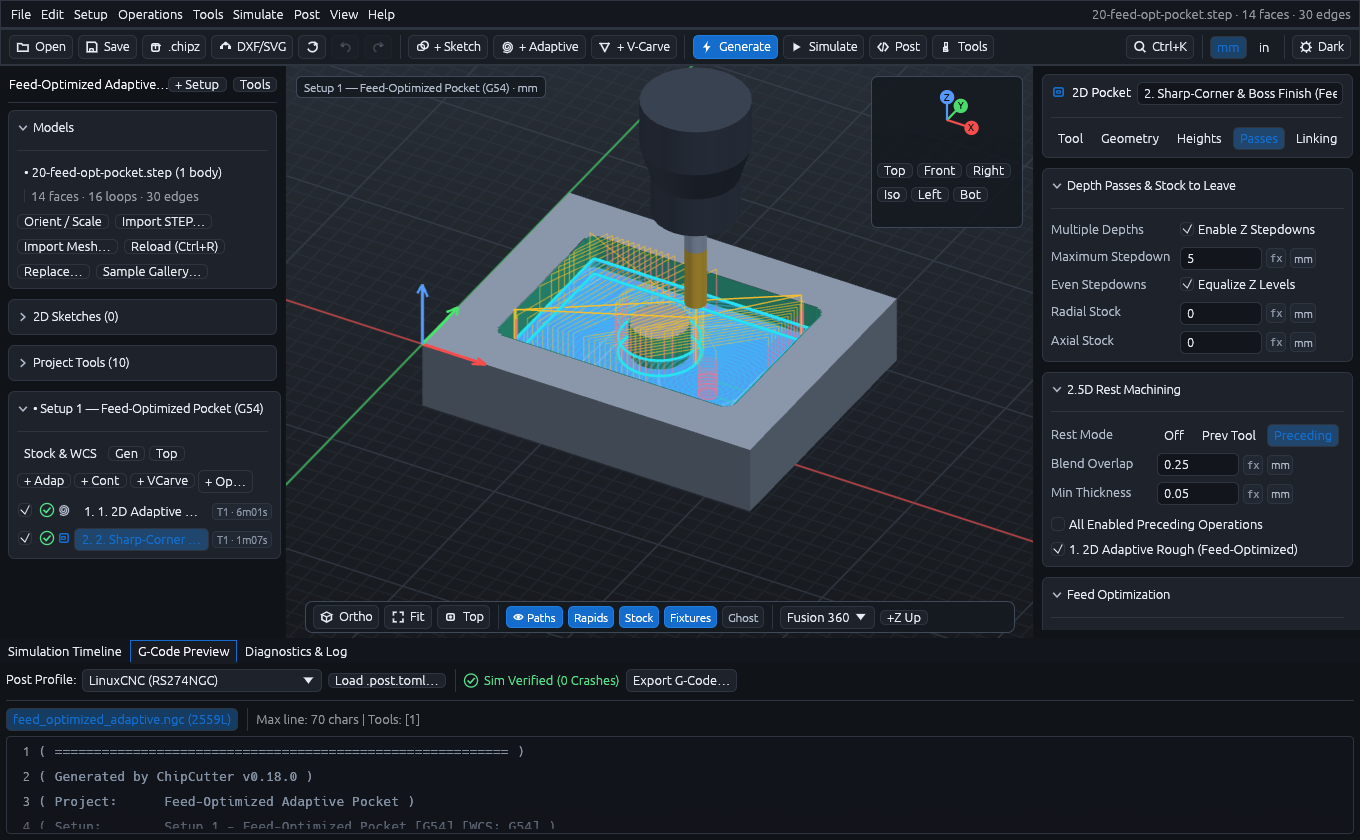 File Edit Setup Operations Tools Simulate Post View Help
20-feed-opt-pocket.step · 14 faces · 30 edges
Open Save .chipz DXF/SVG + Sketch + Adaptive + V-Carve Generate Simulate Post Tools Ctrl+K mm in Dark
Feed-Optimized Adaptive... + Setup Tools
Models
• 20-feed-opt-pocket.step (1 body)
14 faces · 16 loops · 30 edges
Orient / Scale Import STEP...
Import Mesh... Reload (Ctrl+R)
Replace... Sample Gallery...
2D Sketches (0)
Project Tools (10)
• Setup 1 — Feed-Optimized Pocket (G54)
Stock & WCS Gen Top
+ Adap + Cont + VCarve + Op...
1. 1. 2D Adaptive ... T1 · 6m01s
2. 2. Sharp-Corner ... T1 · 1m07s
Setup 1 — Feed-Optimized Pocket (G54) · mm
Z
Y
X
Top Front Right
Iso Left Bot
Ortho Fit Top Paths Rapids Stock Fixtures Ghost Fusion 360 +Z Up
2D Pocket 2. Sharp-Corner & Boss Finish (Fee
Tool Geometry Heights Passes Linking
Depth Passes & Stock to Leave
Multiple Depths Enable Z Stepdowns
Maximum Stepdown 5 fx mm
Even Stepdowns Equalize Z Levels
Radial Stock 0 fx mm
Axial Stock 0 fx mm
2.5D Rest Machining
Rest Mode Off Prev Tool Preceding
Blend Overlap 0.25 fx mm
Min Thickness 0.05 fx mm
All Enabled Preceding Operations
1. 2D Adaptive Rough (Feed-Optimized)
Feed Optimization
Simulation Timeline G-Code Preview Diagnostics & Log
Post Profile: LinuxCNC (RS274NGC) Load .post.toml... Sim Verified (0 Crashes) Export G-Code...
feed_optimized_adaptive.ngc (2559L) Max line: 70 chars | Tools: [1]
1 ( ========================================================== )
2 ( Generated by ChipCutter v0.18.0 )
3 ( Project: Feed-Optimized Adaptive Pocket )
4 ( Setup: Setup 1 - Feed-Optimized Pocket [G54] [WCS: G54] )